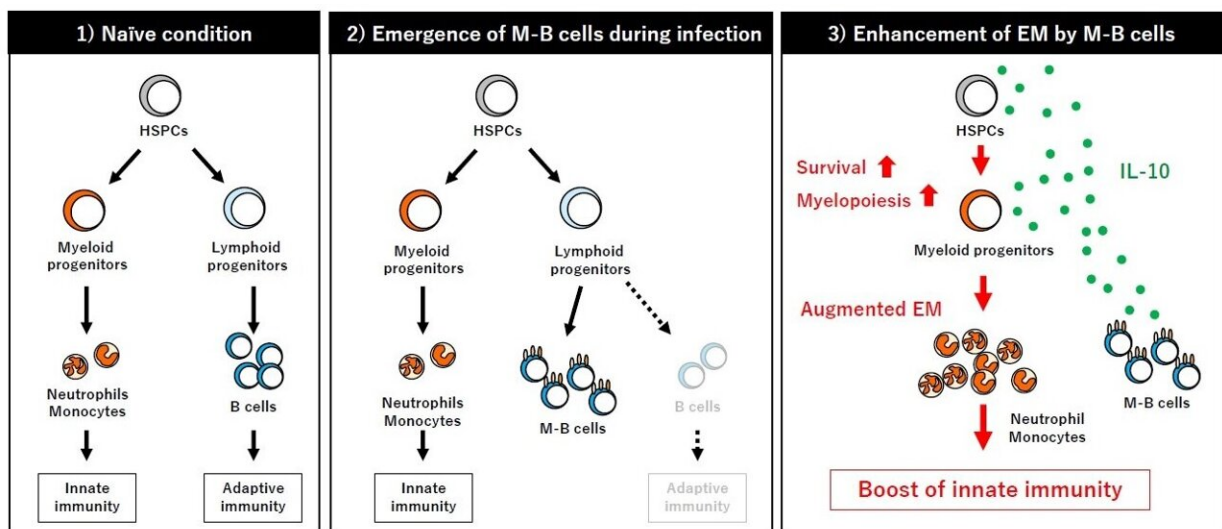 1) Naïve condition
HSPCs
Myeloid
progenitors
Lymphoid
progenitors
Neutrophils
Monocytes
B cells
Innate
immunity
Adaptive
immunity
2) Emergence of M-B cells during infection
HSPCs
Myeloid
progenitors
Lymphoid
progenitors
Neutrophils
Monocytes
M-B cells
B cells
Innate
immunity
Adaptive
immunity
3) Enhancement of EM by M-B cells
HSPCs
Survival
Myelopoiesis
IL-10
Myeloid progenitors
Augmented EM
M-B cells
Neutrophil
Monocytes
Boost of innate immunity